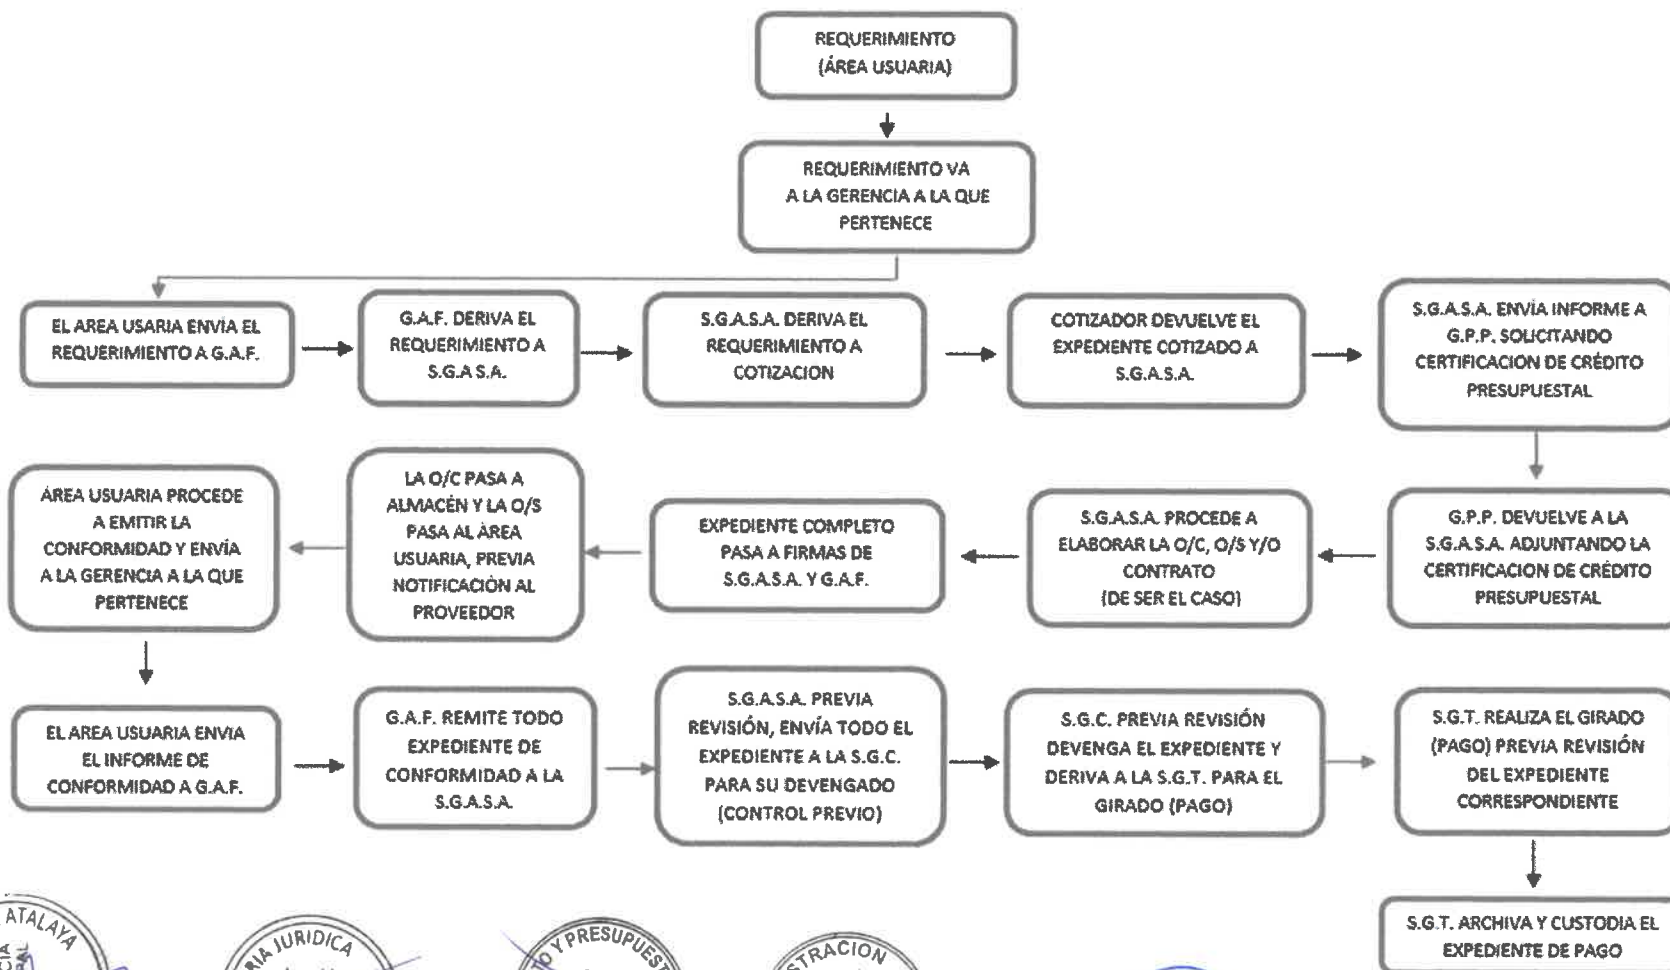 REQUERIMIENTO
(ÁREA USUARIA)
REQUERIMIENTO VA
A LA GERENCIA A LA QUE
PERTENECE
EL AREA USARIA ENVÍA EL
REQUERIMIENTO A G.A.F.
G.A.F. DERIVA EL
REQUERIMIENTO A
S.G.A S.A.
S.G.A.S.A. DERIVA EL
REQUERIMIENTO A
COTIZACION
COTIZADOR DEVUELVE EL
EXPEDIENTE COTIZADO A
S.G.A.S.A.
S.G.A.S.A. ENVÍA INFORME A
G.P.P. SOLICITANDO
CERTIFICACION DE CRÉDITO
PRESUPUESTAL
ÁREA USUARIA PROCEDE
A EMITIR LA
CONFORMIDAD Y ENVÍA
A LA GERENCIA A LA QUE
PERTENECE
LA O/C PASA A
ALMACÉN Y LA O/S
PASA AL ÁREA
USUARIA, PREVIA
NOTIFICACIÓN AL
PROVEEDOR
EXPEDIENTE COMPLETO
PASA A FIRMAS DE
S.G.A.S.A. Y G.A.F.
S.G.A.S.A. PROCEDE A
ELABORAR LA O/C, O/S Y/O
CONTRATO
(DE SER EL CASO)
G.P.P. DEVUELVE A LA
S.G.A.S.A. ADJUNTANDO LA
CERTIFICACION DE CRÉDITO
PRESUPUESTAL
EL AREA USUARIA ENVIA
EL INFORME DE
CONFORMIDAD A G.A.F.
G.A.F. REMITE TODO
EXPEDIENTE DE
CONFORMIDAD A LA
S.G.A.S.A.
S.G.A.S.A. PREVIA
REVISIÓN, ENVÍA TODO EL
EXPEDIENTE A LA S.G.C.
PARA SU DEVENGADO
(CONTROL PREVIO)
S.G.C. PREVIA REVISIÓN
DEVENGA EL EXPEDIENTE Y
DERIVA A LA S.G.T. PARA EL
GIRADO (PAGO)
S.G.T. REALIZA EL GIRADO
(PAGO) PREVIA REVISIÓN
DEL EXPEDIENTE
CORRESPONDIENTE
S.G.T. ARCHIVA Y CUSTODIA EL
EXPEDIENTE DE PAGO
ATALAYA
JURIDICA
Y PRESUPUEST
STRACION